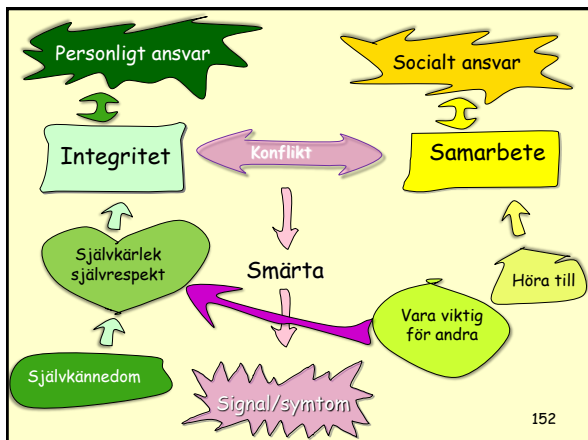 Personligt ansvar
Socialt ansvar
Integritet
Konflikt
Samarbete
Självkärlek
självrespekt
Smärta
Höra till
Vara viktig
för andra
Självkännedom
Signal/symtom
152